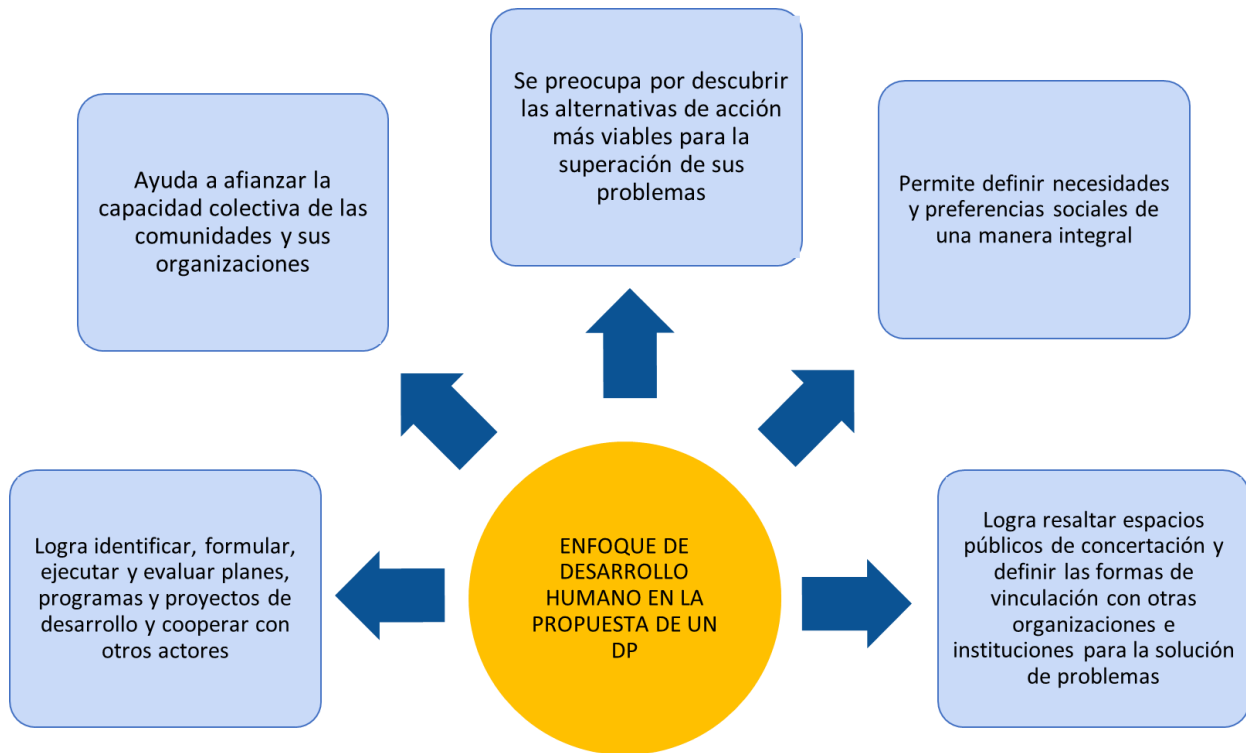 Se preocupa por descubrir
las alternativas de acción
más viables para la
superación de sus
problemas
Ayuda a afianzar la
capacidad colectiva de las
comunidades y sus
organizaciones
Permite definir necesidades
y preferencias sociales de
una manera integral
Logra identificar, formular,
ejecutar y evaluar planes,
programas y proyectos de
desarrollo y cooperar con
otros actores
ENFOQUE DE
DESARROLLO
HUMANO EN LA
PROPUESTA DE UN
DP
Logra resaltar espacios
públicos de concertación y
definir las formas de
vinculación con otras
organizaciones e
instituciones para la solución
de problemas